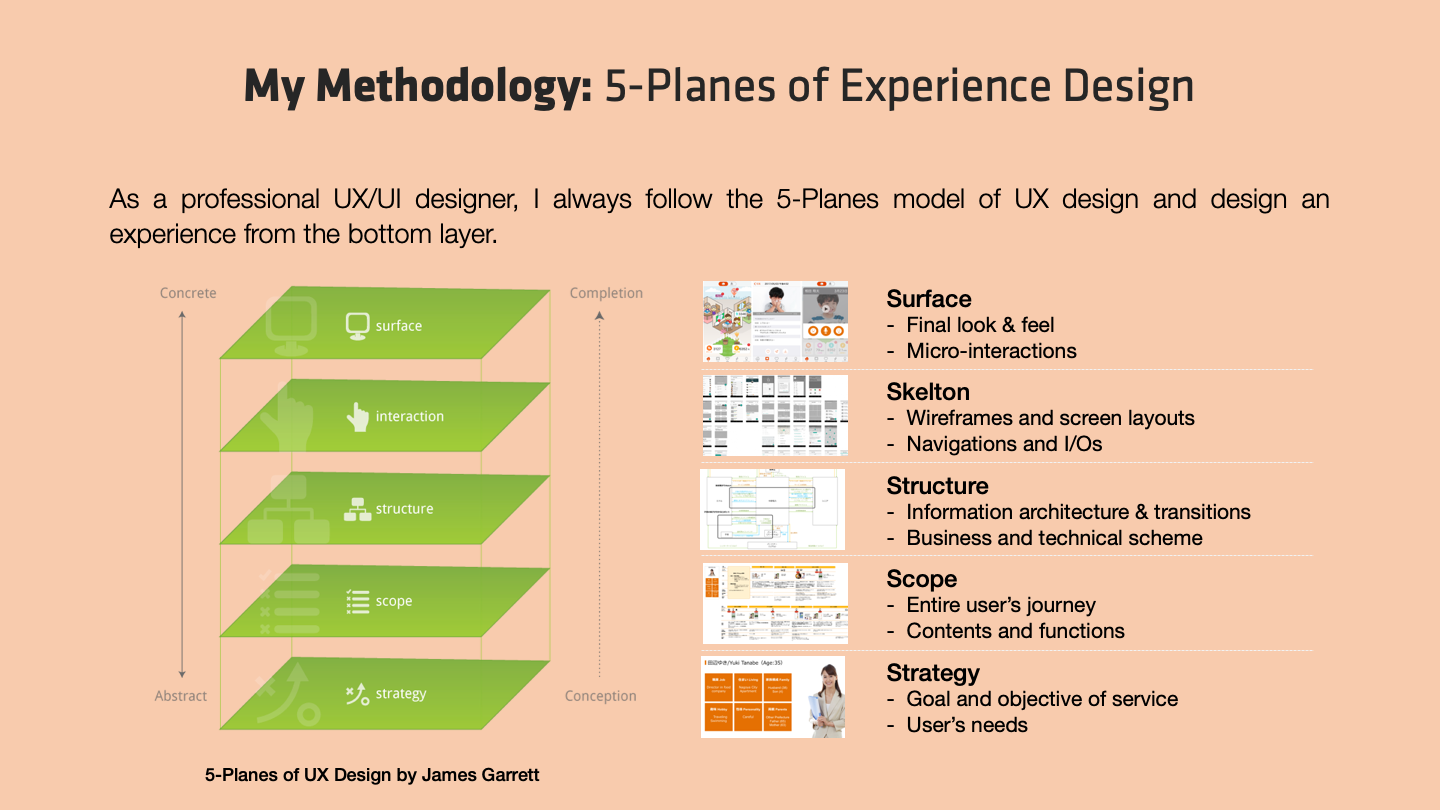 My Methodology: 5-Planes of Experience Design
As a professional UX/UI designer, I always follow the 5-Planes model of UX design and design an
experience from the bottom layer.
Concrete
Completion
surface
interaction
structure
scope
strategy
Abstract
Conception
5-Planes of UX Design by James Garrett
Surface
- Final look & feel
- Micro-interactions
Skelton
- Wireframes and screen layouts
- Navigations and I/Os
Structure
- Information architecture & transitions
- Business and technical scheme
Scope
- Entire user’s journey
- Contents and functions
田辺ゆき/Yuki Tanabe (Age:35)
Strategy
- Goal and objective of service
- User’s needs